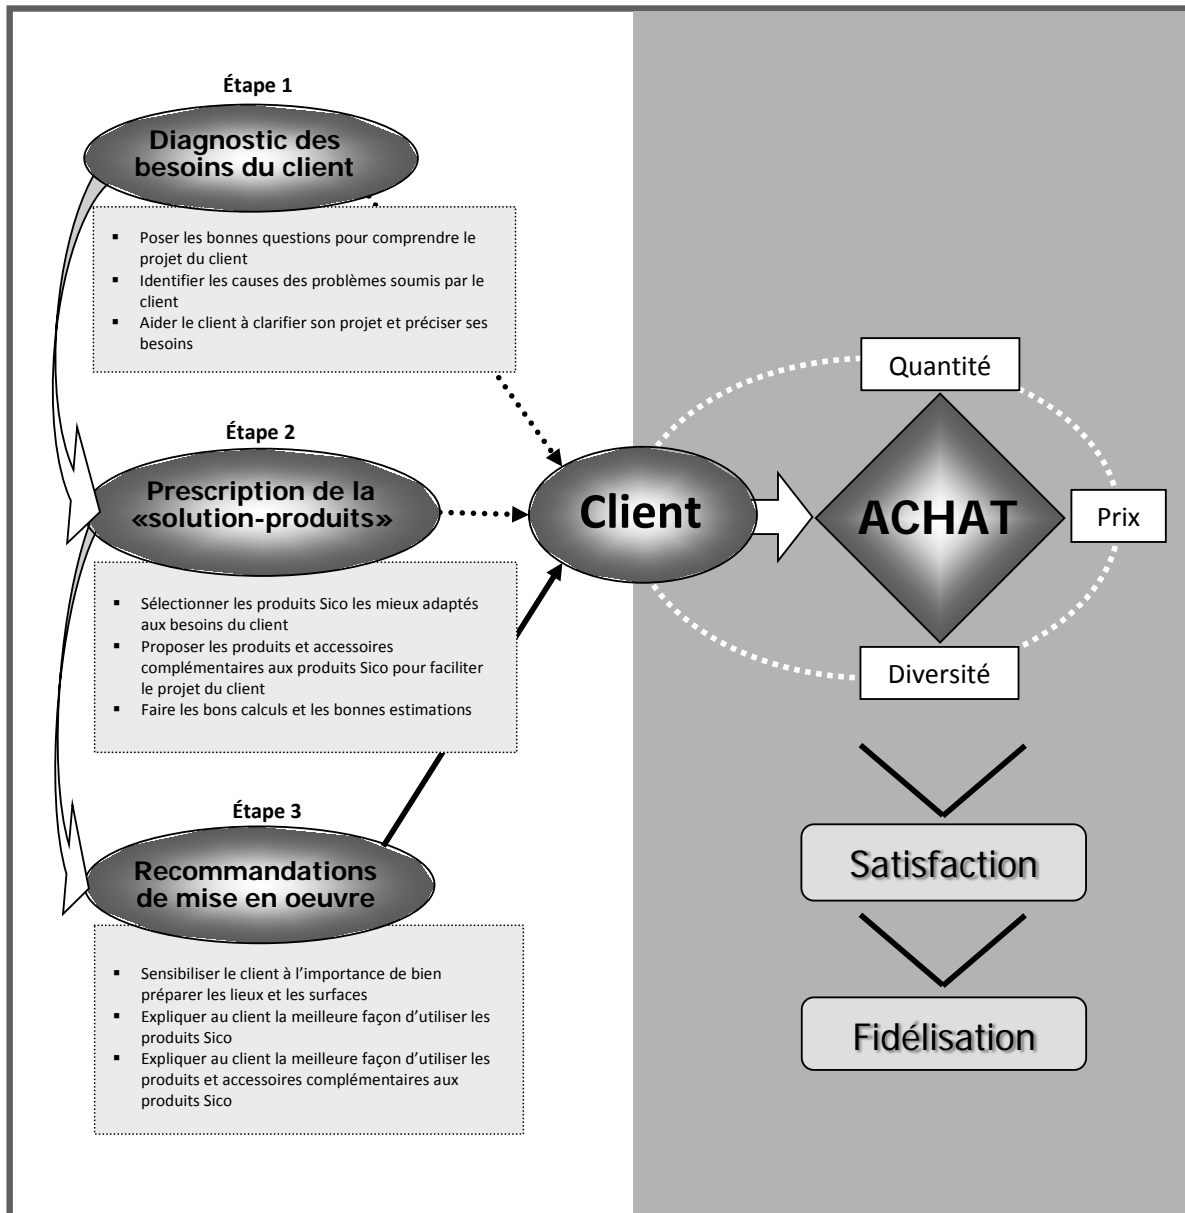 Étape 1
Diagnostic des
besoins du client
▪ Poser les bonnes questions pour comprendre le
projet du client
▪ Identifier les causes des problèmes soumis par le
client
▪ Aider le client à clarifier son projet et préciser ses
besoins
Étape 2
Prescription de la
«solution-produits»
▪ Sélectionner les produits Sico les mieux adaptés
aux besoins du client
▪ Proposer les produits et accessoires
complémentaires aux produits Sico pour faciliter
le projet du client
▪ Faire les bons calculs et les bonnes estimations
Étape 3
Recommandations
de mise en oeuvre
▪ Sensibiliser le client à l’importance de bien
préparer les lieux et les surfaces
▪ Expliquer au client la meilleure façon d’utiliser les
produits Sico
▪ Expliquer au client la meilleure façon d’utiliser les
produits et accessoires complémentaires aux
produits Sico
Client
Quantité
ACHAT
Prix
Diversité
Satisfaction
Fidélisation